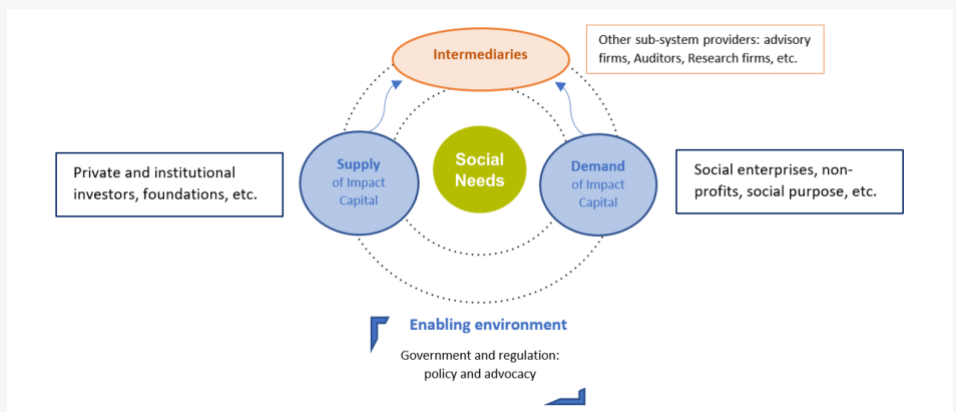 Intermediaries
Other sub-system providers: advisory
firms, Auditors, Research firms, etc.
Private and institutional
investors, foundations, etc.
Supply
of Impact
Capital
Social
Needs
Demand
of Impact
Capital
Social enterprises, non-
profits, social purpose, etc.
Enabling environment
Government and regulation:
policy and advocacy